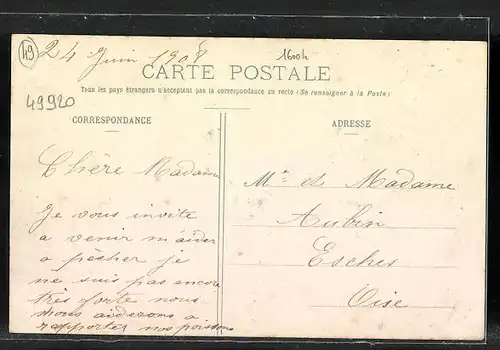 49
24 Juin 1908
1600h
CARTE POSTALE
Tous les pays étrangers n'acceptent pas la correspondance au recto (Se renseigner à la Poste)
49920
CORRESPONDANCE
ADRESSE
Chère Madame
Je vous invite
a venir m'aider
a pêcher je
ne suis pas encore
très forte nous
nous aiderons a
rapporter nos poissons
Mr et Madame
Aubin
Esches
Oise